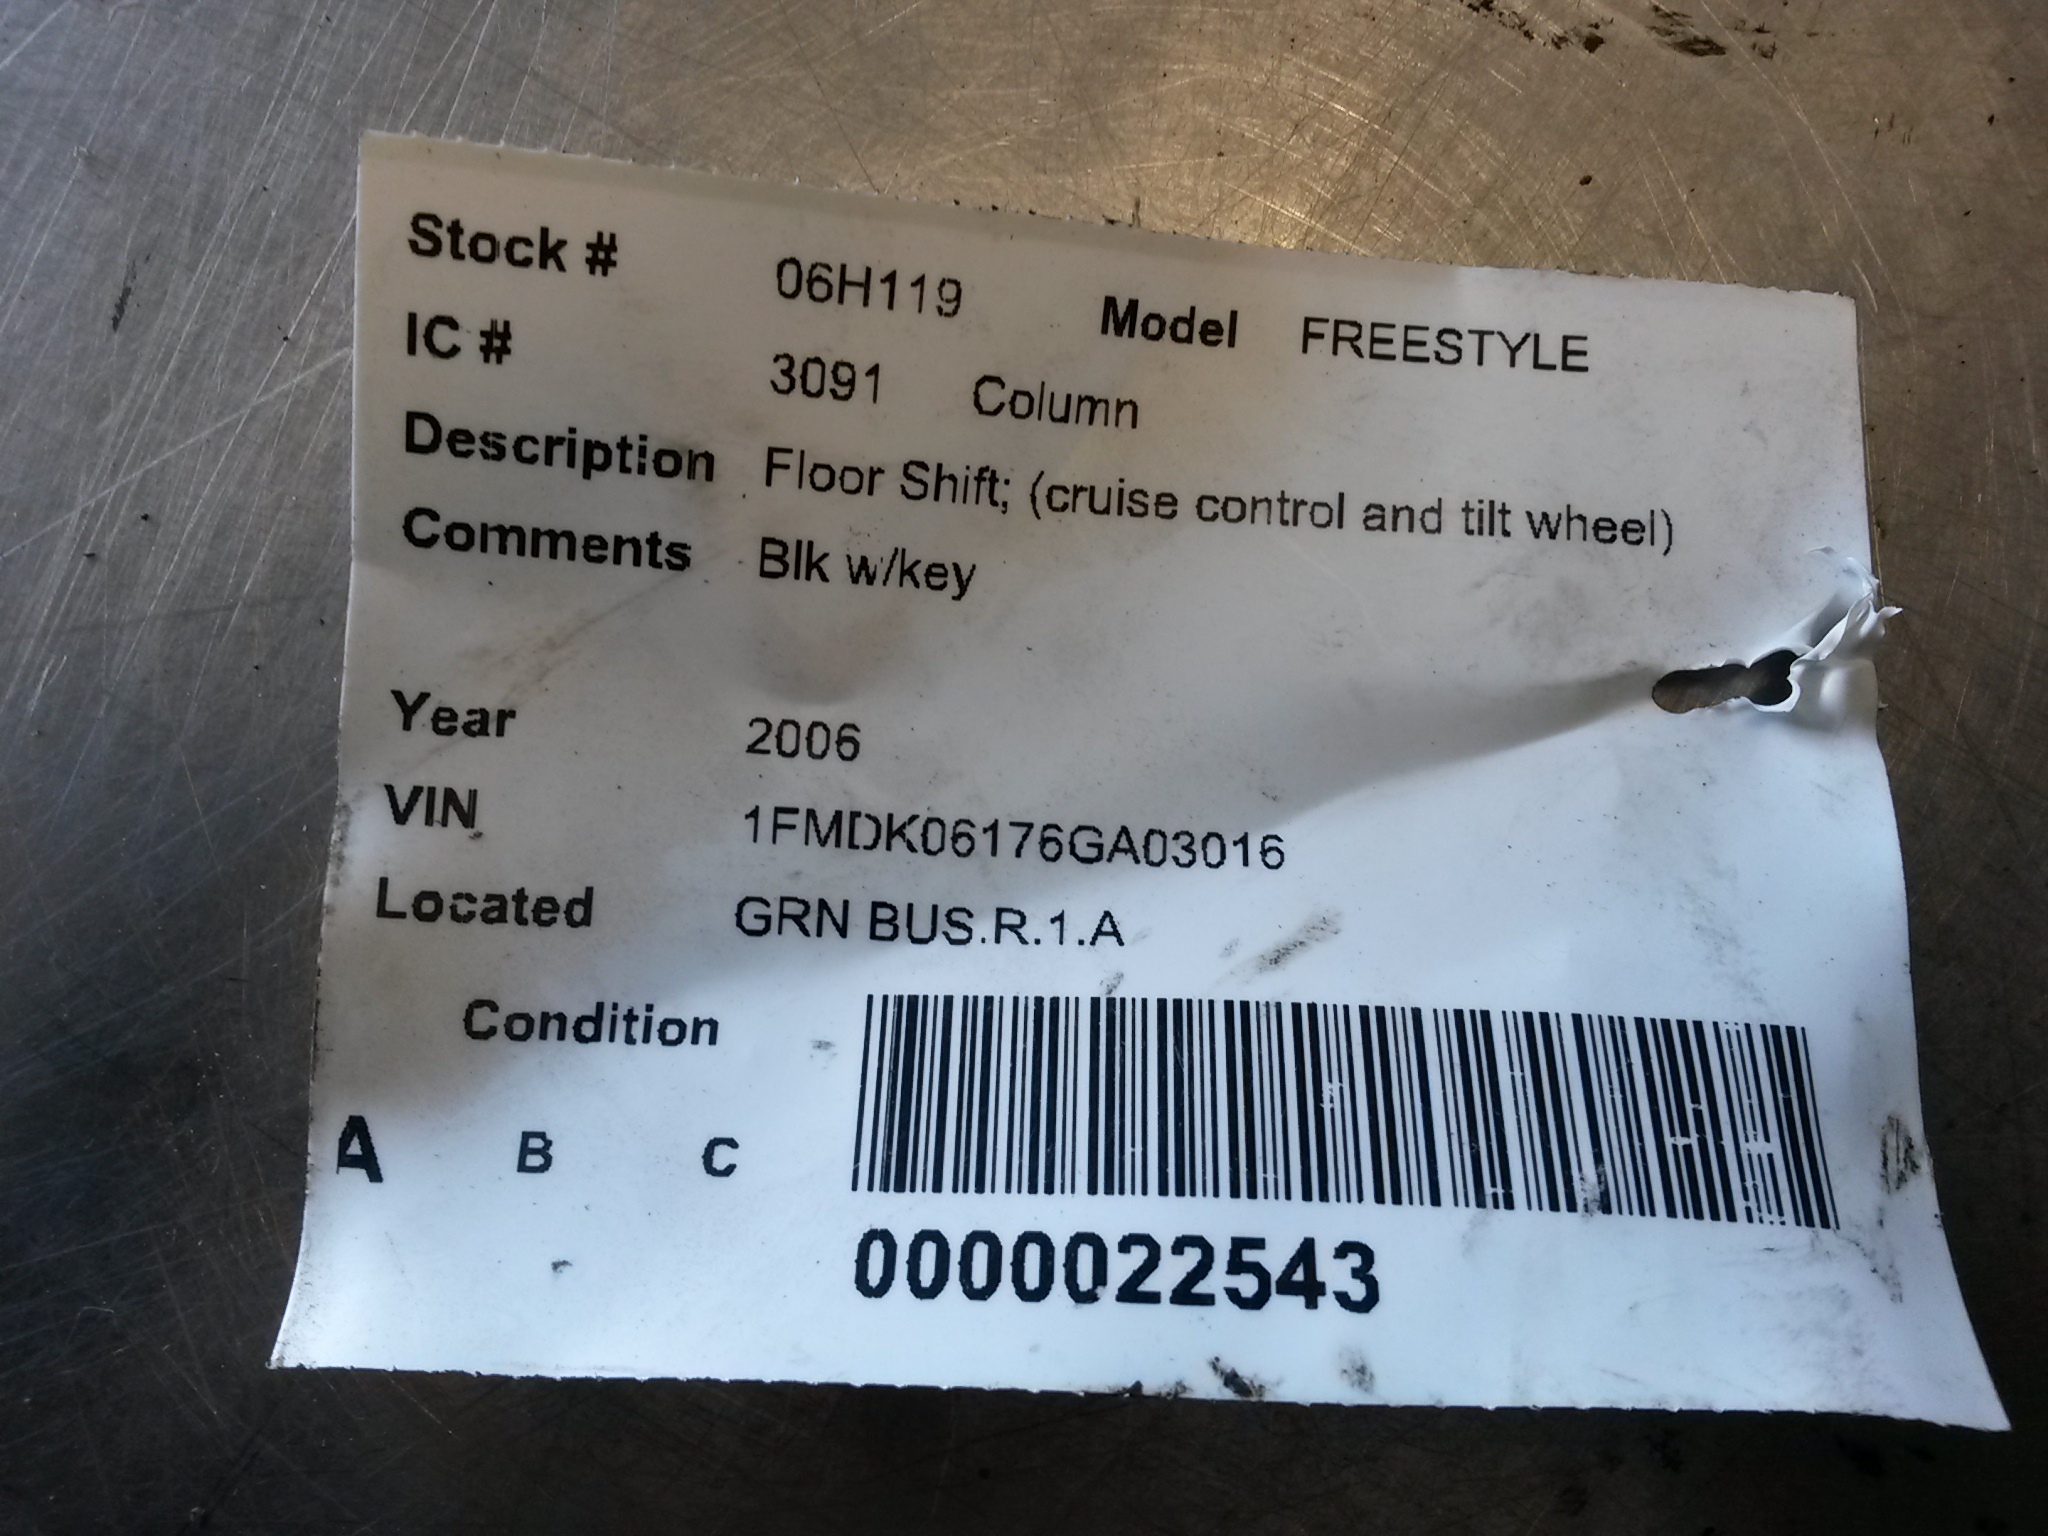 Stock # 06H119 Model FREESTYLE
IC # 3091 Column
Description Floor Shift; (cruise control and tilt wheel)
Comments Blk w/key
Year 2006
VIN 1FMDK06176GA03016
Located GRN BUS.R.1.A
Condition
A B C
0000022543